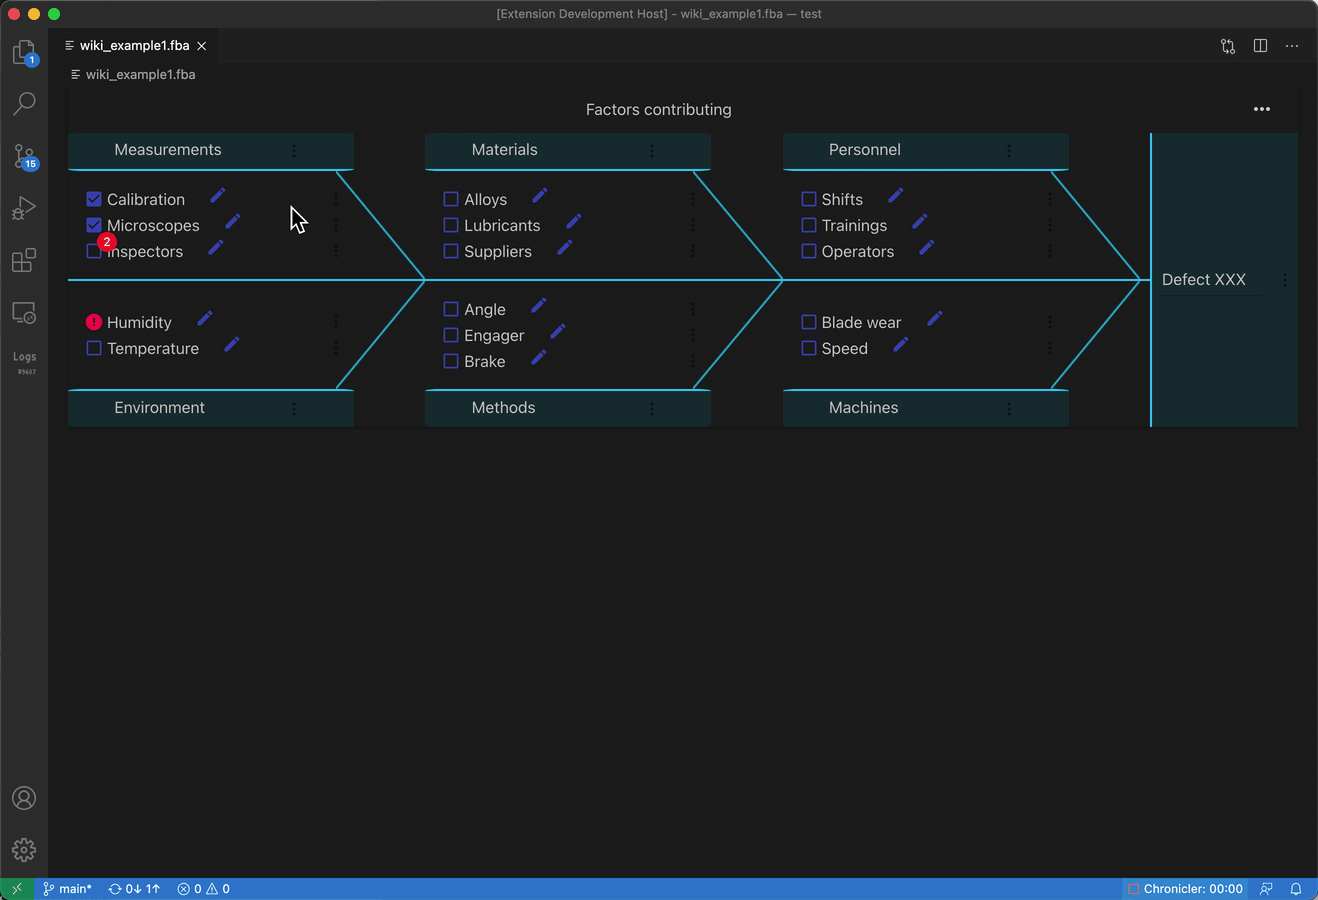 [Extension Development Host] - wiki_example1.fba — test
wiki_example1.fba
wiki_example1.fba
1
15
Logs
#9607
Factors contributing
Measurements
Materials
Personnel
Calibration
Microscopes
2
Inspectors
Alloys
Lubricants
Suppliers
Shifts
Trainings
Operators
Defect XXX
Humidity
Temperature
Angle
Engager
Brake
Blade wear
Speed
Environment
Methods
Machines
main* 0↓ 1↑ 0 0 Chronicler: 00:00